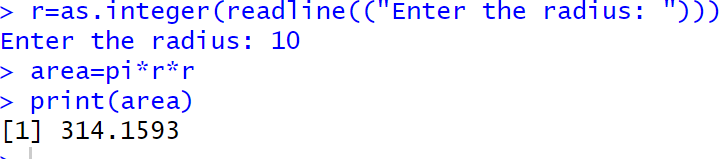 > r=as.integer(readline(("Enter the radius: ")))
Enter the radius: 10
> area=pi*r*r
> print(area)
[1] 314.1593
>